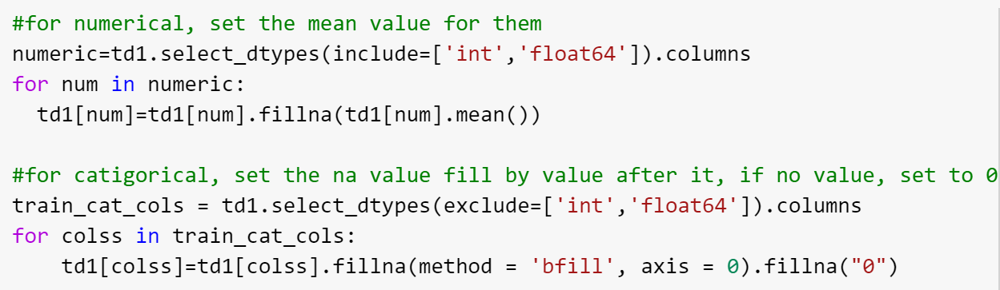 #for numerical, set the mean value for them
numeric=td1.select_dtypes(include=['int','float64']).columns
for num in numeric:
  td1[num]=td1[num].fillna(td1[num].mean())

#for catigorical, set the na value fill by value after it, if no value, set to 0
train_cat_cols = td1.select_dtypes(exclude=['int','float64']).columns
for colss in train_cat_cols:
    td1[colss]=td1[colss].fillna(method = 'bfill', axis = 0).fillna("0")